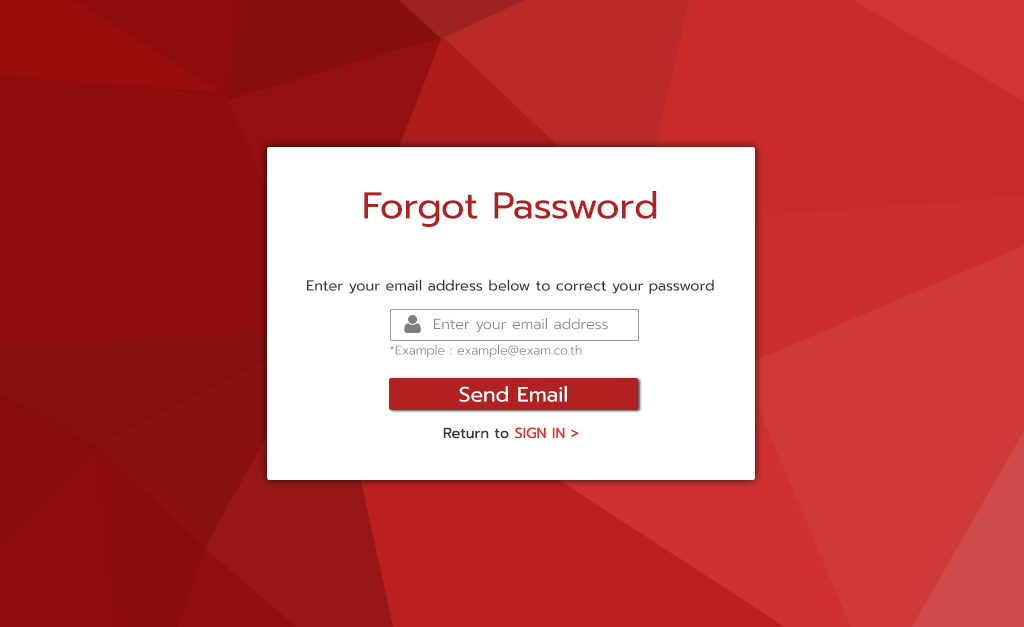 Forgot Password
Enter your email address below to correct your password
Enter your email address
*Example : example@exam.co.th
Send Email
Return to SIGN IN >